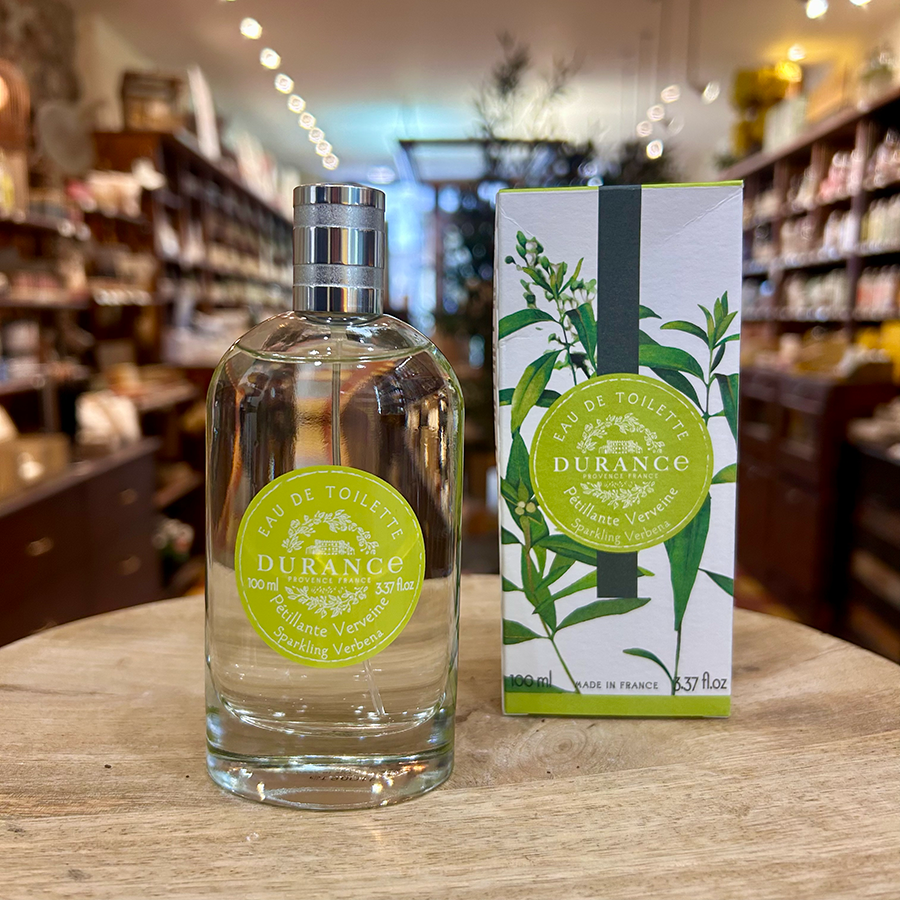 EAU DE TOILETTE
DURANCE
PROVENCE FRANCE
100 ml 3.37 fl.oz
Pétillante Verveine
Sparkling Verbena
EAU DE TOILETTE
DURANCE
PROVENCE FRANCE
Pétillante Verveine
Sparkling Verbena
100 ml MADE IN FRANCE 3.37 fl.oz